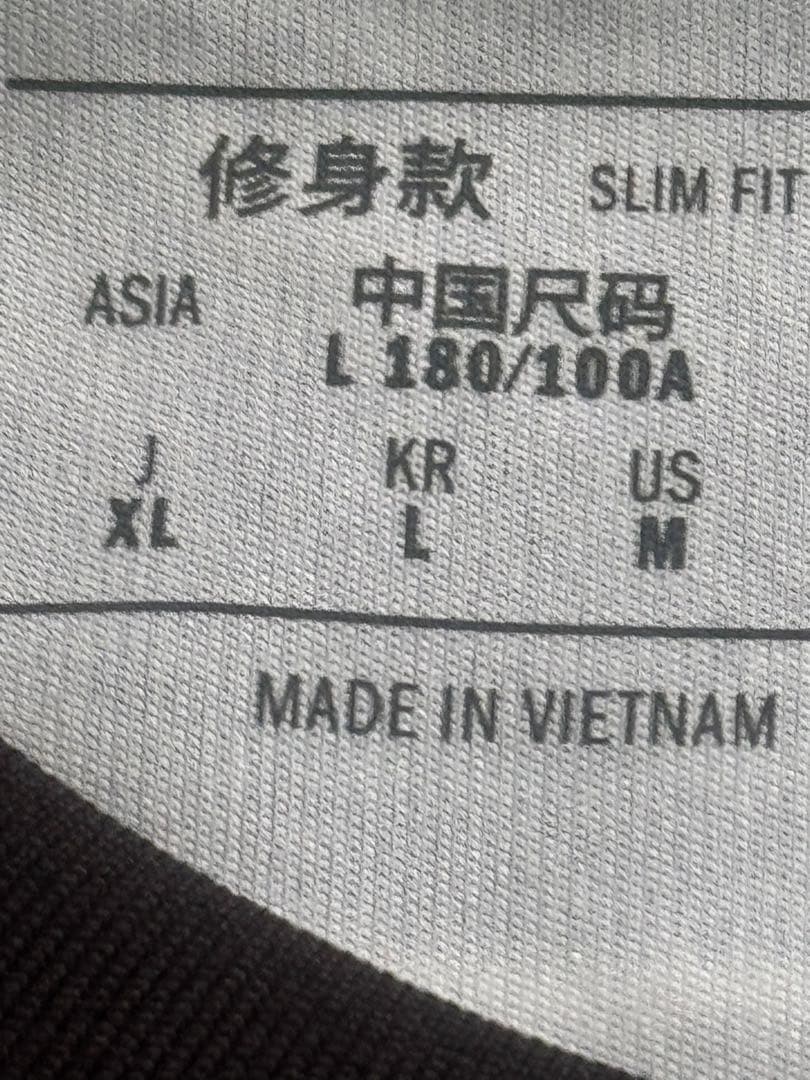 修身款 SLIM FIT
ASIA 中国尺码
L 180/100A
J KR US
XL L M
MADE IN VIETNAM